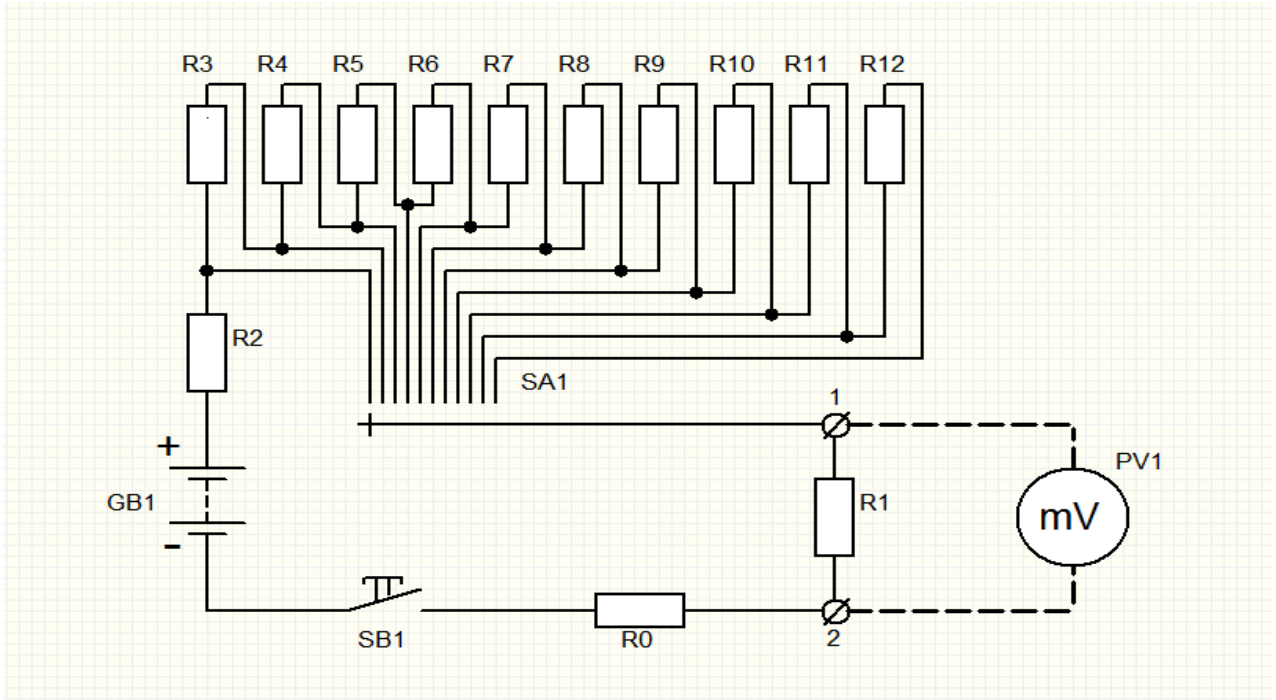 R3 R4 R5 R6 R7 R8 R9 R10 R11 R12
R2
SA1
1
+
PV1
GB1
R1
mV
-
SB1
R0
2